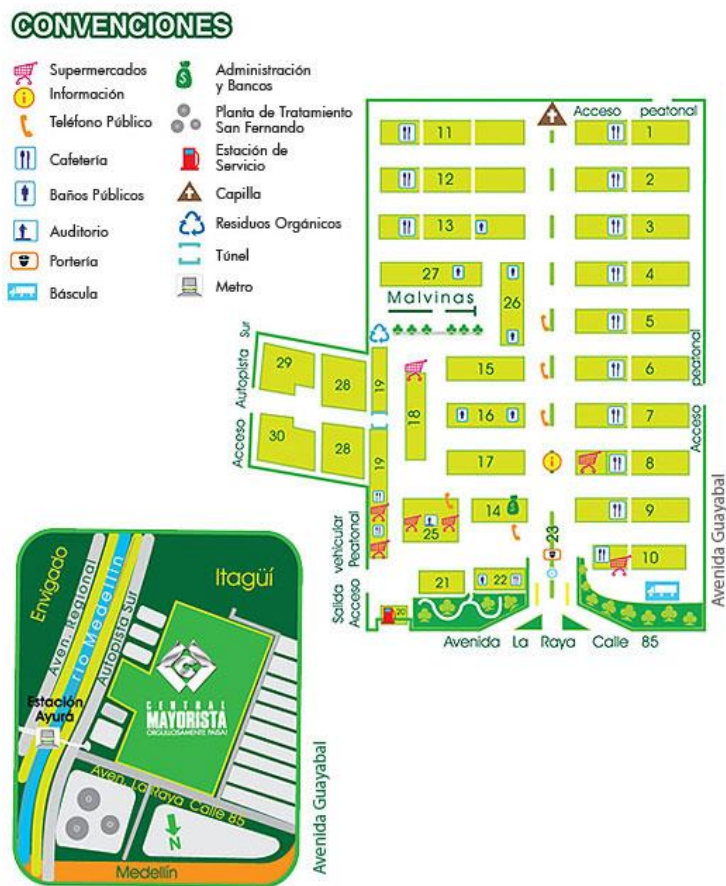 CONVENCIONES
Supermercados
Información
Teléfono Público
Cafetería
Baños Públicos
Auditorio
Portería
Báscula
Administración
y Bancos
Planta de Tratamiento
San Fernando
Estación de
Servicio
Capilla
Residuos Orgánicos
Túnel
Metro
Acceso peatonal
11
1
12
2
13
3
27
4
Malvinas
26
5
Acceso Autopista Sur
29
28
19
15
6
peatonal
18
16
7
Acceso
30
28
19
17
8
14
9
25
23
10
Salida vehicular
Acceso Peatonal
21
22
20
Avenida La Raya Calle 85
Avenida Guayabal
Envigado
Aven. Regional
río Medellín
Autopista Sur
Itagüí
CENTRAL
MAYORISTA
ORGULLOSAMENTE PAISA!
Estación
Ayurá
Aven. La Raya Calle 85
N
Medellín
Avenida Guayabal